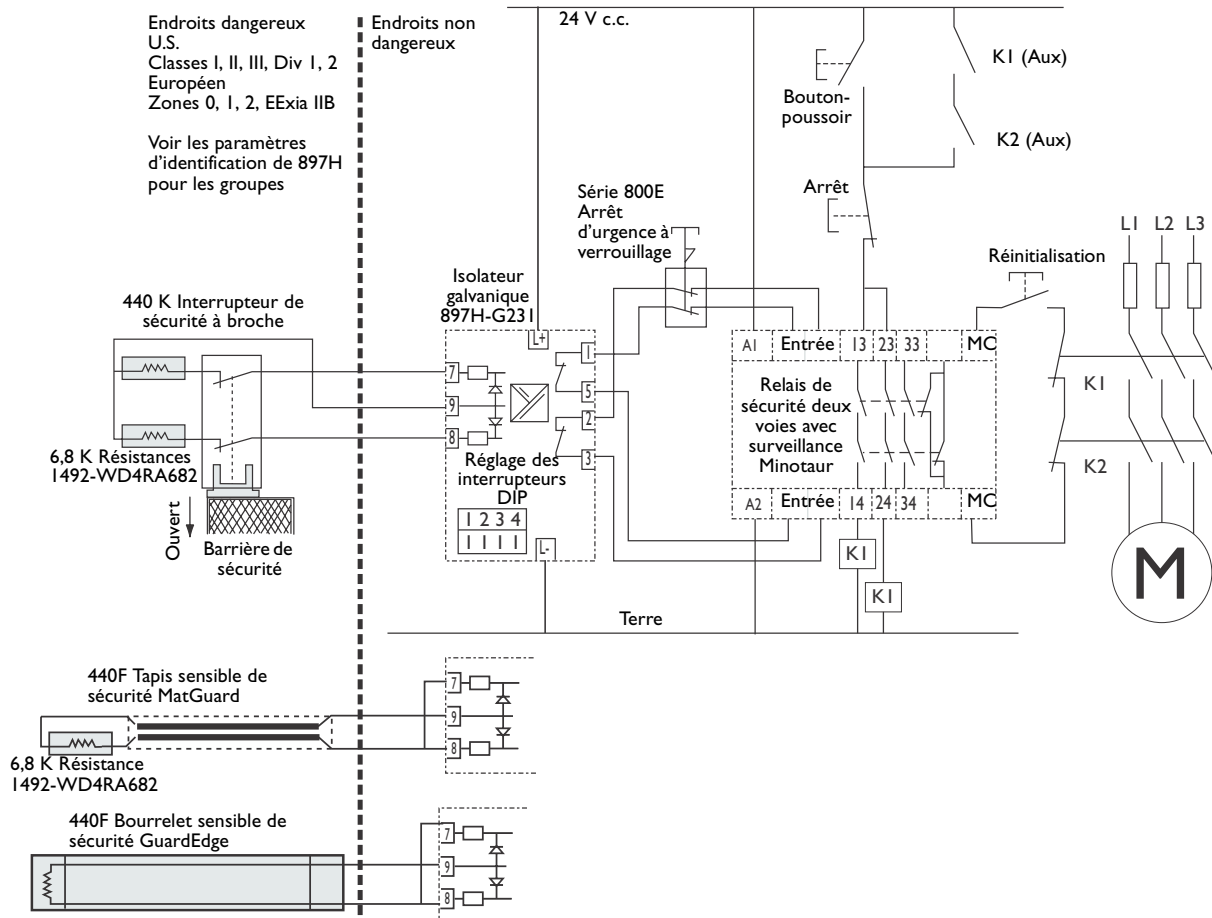 Endroits dangereux
U.S.
Classes I, II, III, Div 1, 2
Européen
Zones 0, 1, 2, EExia IIB
Voir les paramètres
d'identification de 897H
pour les groupes
Endroits non
dangereux
24 V c.c.
Bouton-
poussoir
K1 (Aux)
K2 (Aux)
Arrêt
Série 800E
Arrêt
d'urgence à
verrouillage
Réinitialisation
L1 L2 L3
440 K Interrupteur de
sécurité à broche
Isolateur
galvanique
897H-G231
L+
7
9
8
1
5
2
3
A1 Entrée 13 23 33 MC
Relais de
sécurité deux
voies avec
surveillance
Minotaur
A2 Entrée 14 24 34 MC
K1
K2
6,8 K Résistances
1492-WD4RA682
Réglage des
interrupteurs
DIP
1 2 3 4
1 1 1 1
L-
Ouvert
Barrière de
sécurité
K1
K1
M
Terre
440F Tapis sensible de
sécurité MatGuard
7
9
8
6,8 K Résistance
1492-WD4RA682
440F Bourrelet sensible de
sécurité GuardEdge
7
9
8